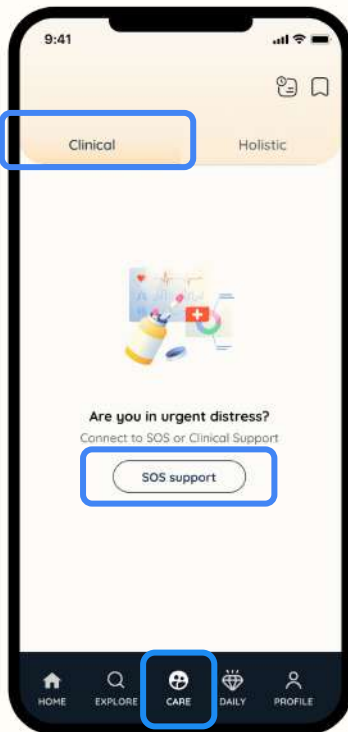 9:41
Clinical
Holistic
Are you in urgent distress?
Connect to SOS or Clinical Support
SOS support
HOME
EXPLORE
CARE
DAILY
PROFILE